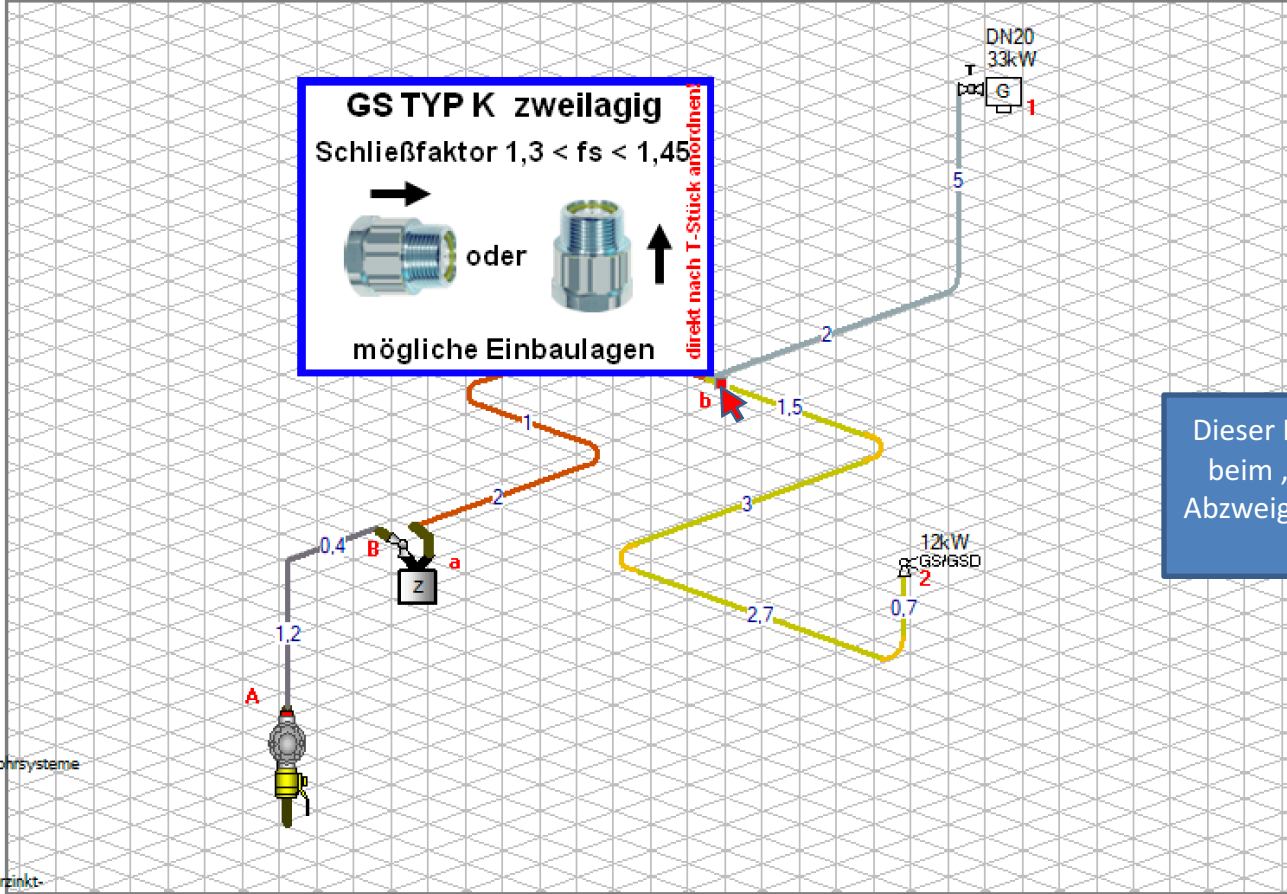 DN20
33kW
T
G
1
GS TYP K zweilagig
Schließfaktor 1,3 < fs < 1,45
oder
mögliche Einbaulagen
direkt nach T-Stück anordnen!
5
2
b
1,5
1
3
2
Dieser
beim „
Abzweig
0,4
B
a
Z
12kW
GS/GSD
2
2,7
0,7
1,2
A
ohrsysteme
rzinkt-